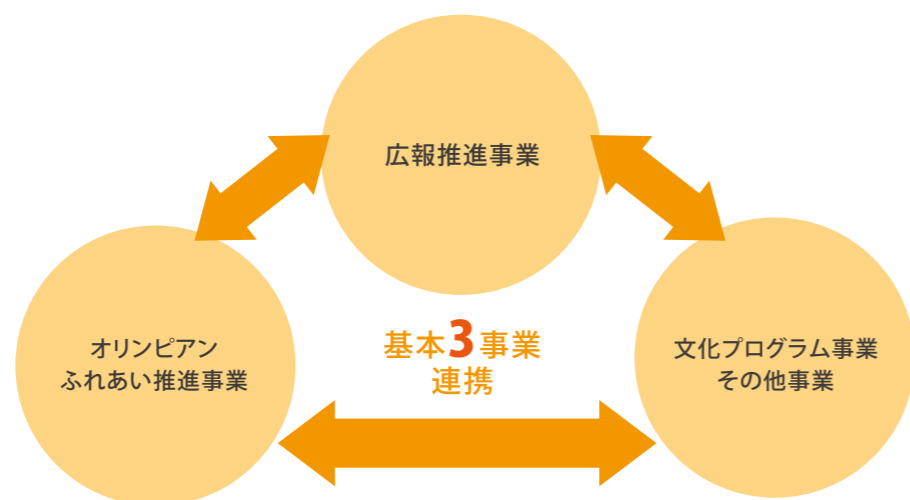 広報推進事業
オリンピアン
ふれあい推進事業
基本3事業
連携
文化プログラム事業
その他事業